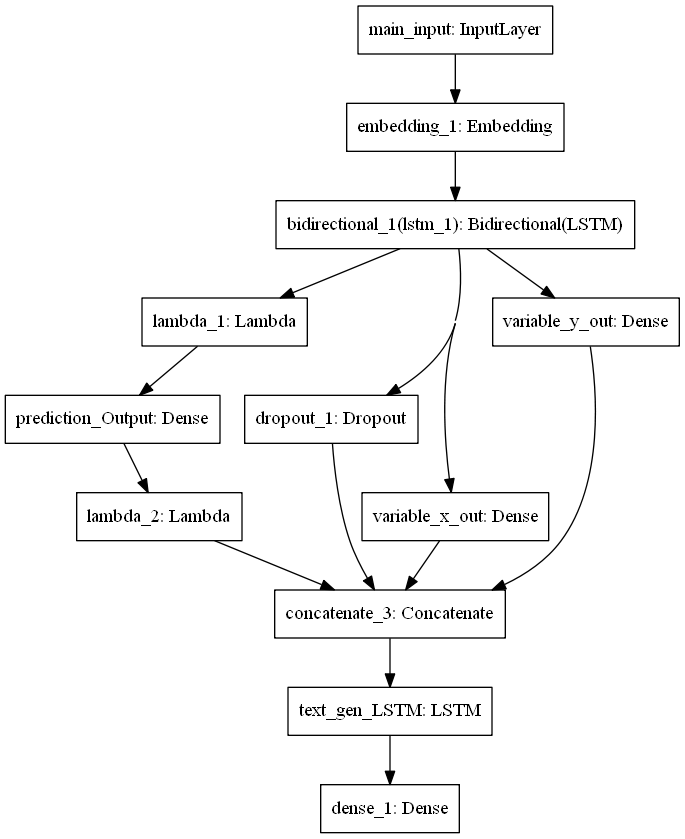 main_input: InputLayer
embedding_1: Embedding
bidirectional_1(lstm_1): Bidirectional(LSTM)
lambda_1: Lambda
variable_y_out: Dense
prediction_Output: Dense
dropout_1: Dropout
lambda_2: Lambda
variable_x_out: Dense
concatenate_3: Concatenate
text_gen_LSTM: LSTM
dense_1: Dense